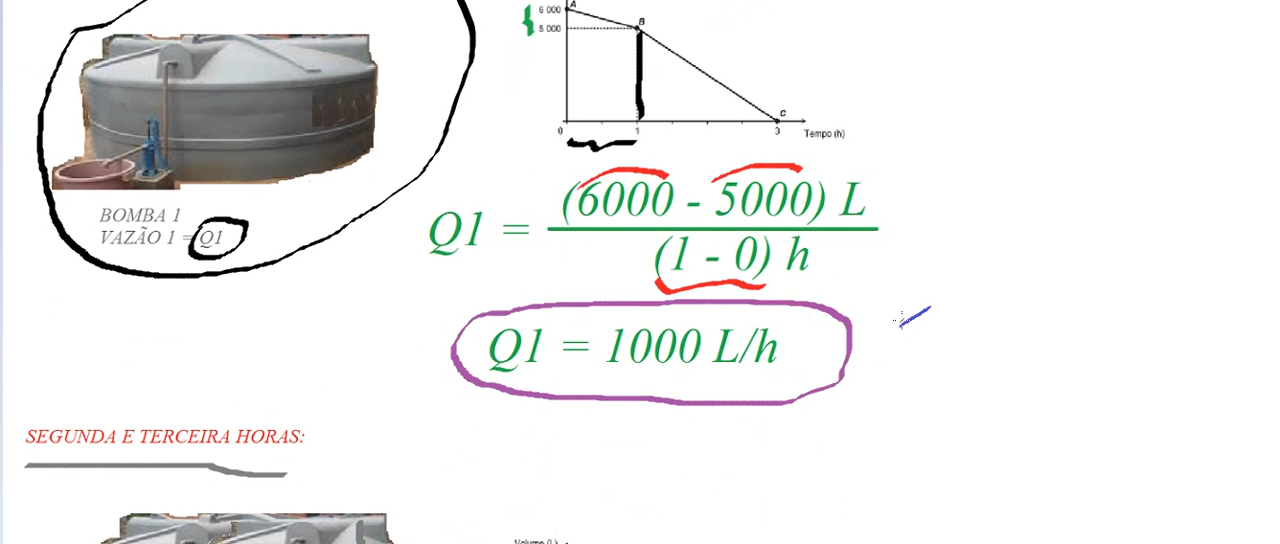 6 000
A
5 000
B
C
0
1
3
Tempo (h)
BOMBA 1
VAZÃO 1 = Q1
Q1 = (6000 - 5000) L
(1 - 0) h
Q1 = 1000 L/h
SEGUNDA E TERCEIRA HORAS:
Volume (L)